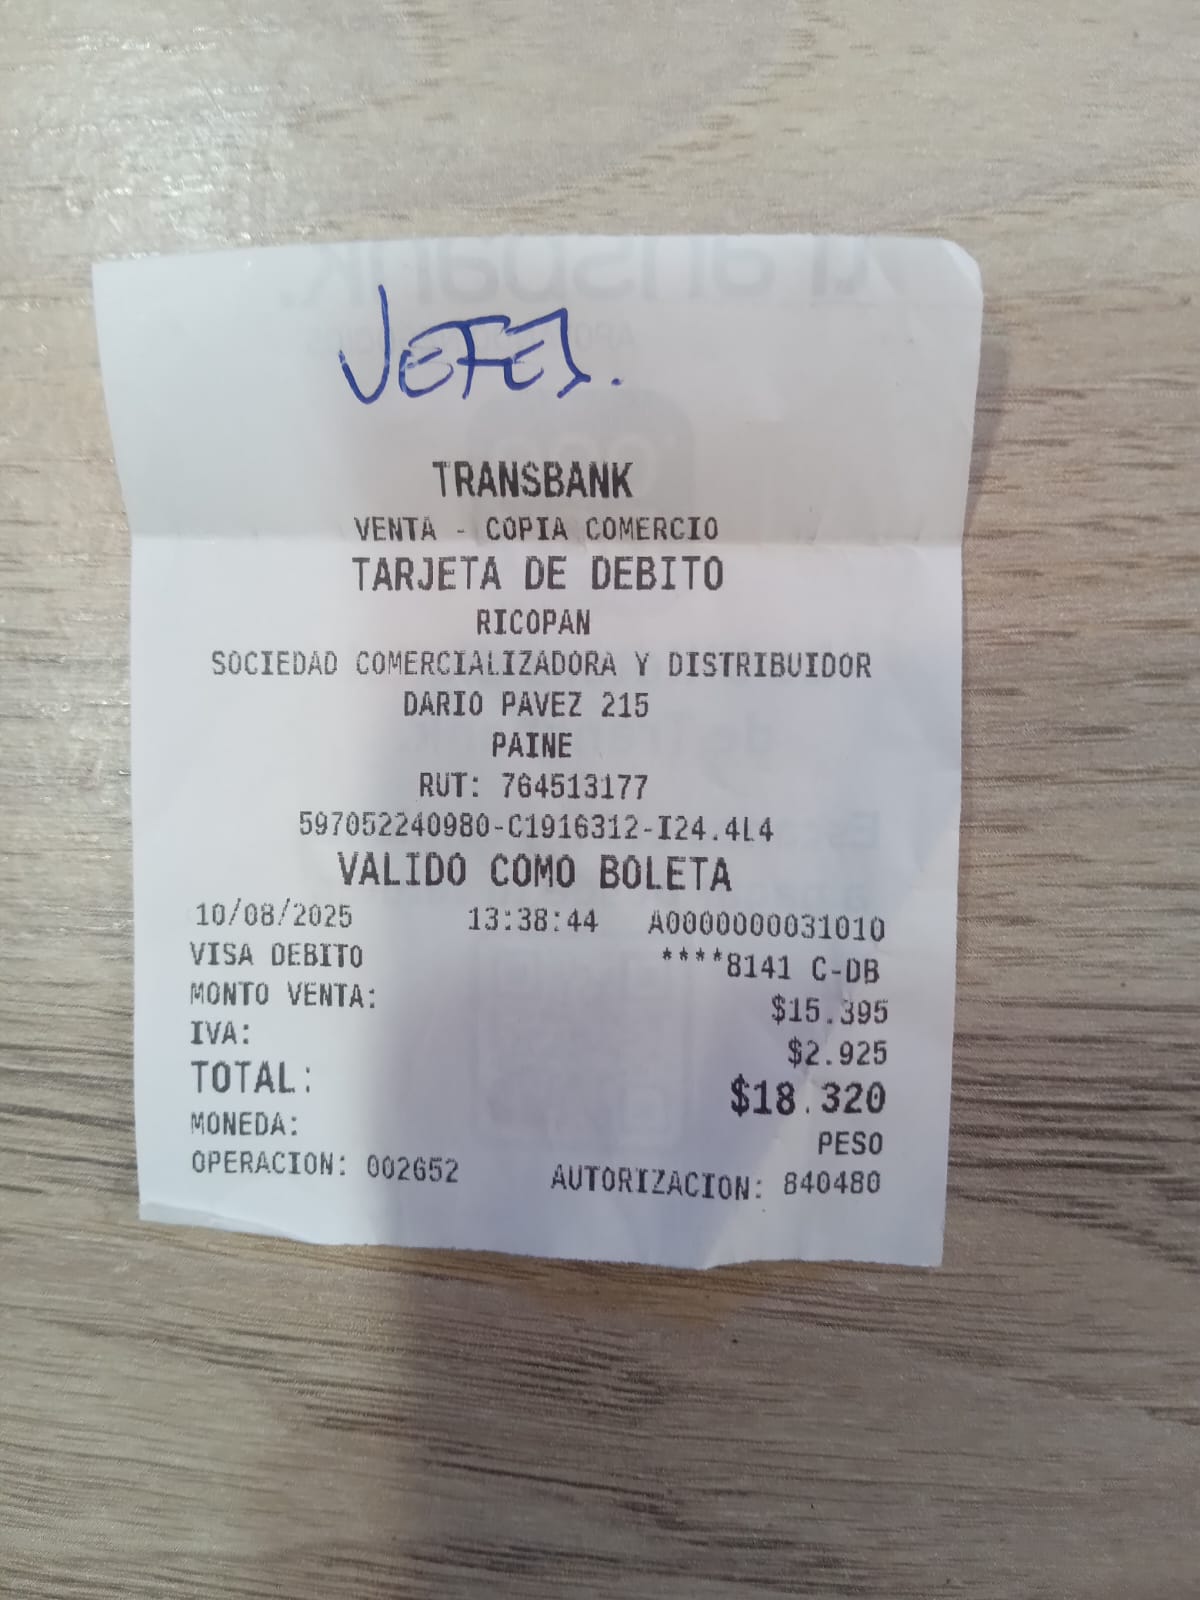 JEFES.
TRANSBANK
VENTA - COPIA COMERCIO
TARJETA DE DEBITO
RICOPAN
SOCIEDAD COMERCIALIZADORA Y DISTRIBUIDOR
DARIO PAVEZ 215
PAINE
RUT: 764513177
597052240980-C1916312-I24.4L4
VALIDO COMO BOLETA
10/08/2025 13:38:44 A0000000031010
VISA DEBITO ****8141 C-DB
MONTO VENTA: $15.395
IVA: $2.925
TOTAL: $18.320
MONEDA: PESO
OPERACION: 002652 AUTORIZACION: 840480